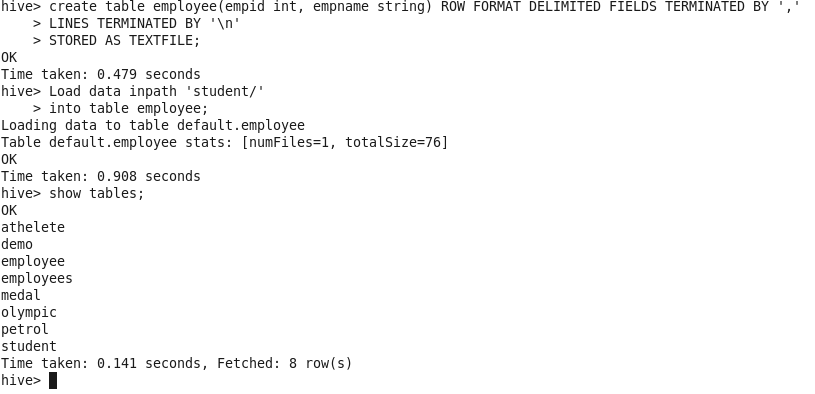 hive> create table employee(empid int, empname string) ROW FORMAT DELIMITED FIELDS TERMINATED BY ','
    > LINES TERMINATED BY '\n'
    > STORED AS TEXTFILE;
OK
Time taken: 0.479 seconds
hive> Load data inpath 'student/'
    > into table employee;
Loading data to table default.employee
Table default.employee stats: [numFiles=1, totalSize=76]
OK
Time taken: 0.908 seconds
hive> show tables;
OK
athelete
demo
employee
employees
medal
olympic
petrol
student
Time taken: 0.141 seconds, Fetched: 8 row(s)
hive>